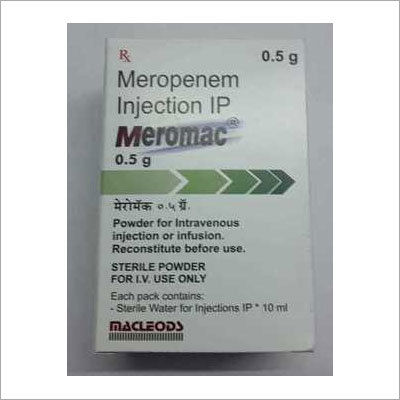 Rx 0.5 g
Meropenem
Injection IP
Meromac®
0.5 g
मेरोमॅक ०.५ ग्रॅ.
Powder for Intravenous
injection or infusion.
Reconstitute before use.
STERILE POWDER
FOR I.V. USE ONLY
Each pack contains:
- Sterile Water for Injections IP * 10 ml
MACLEODS